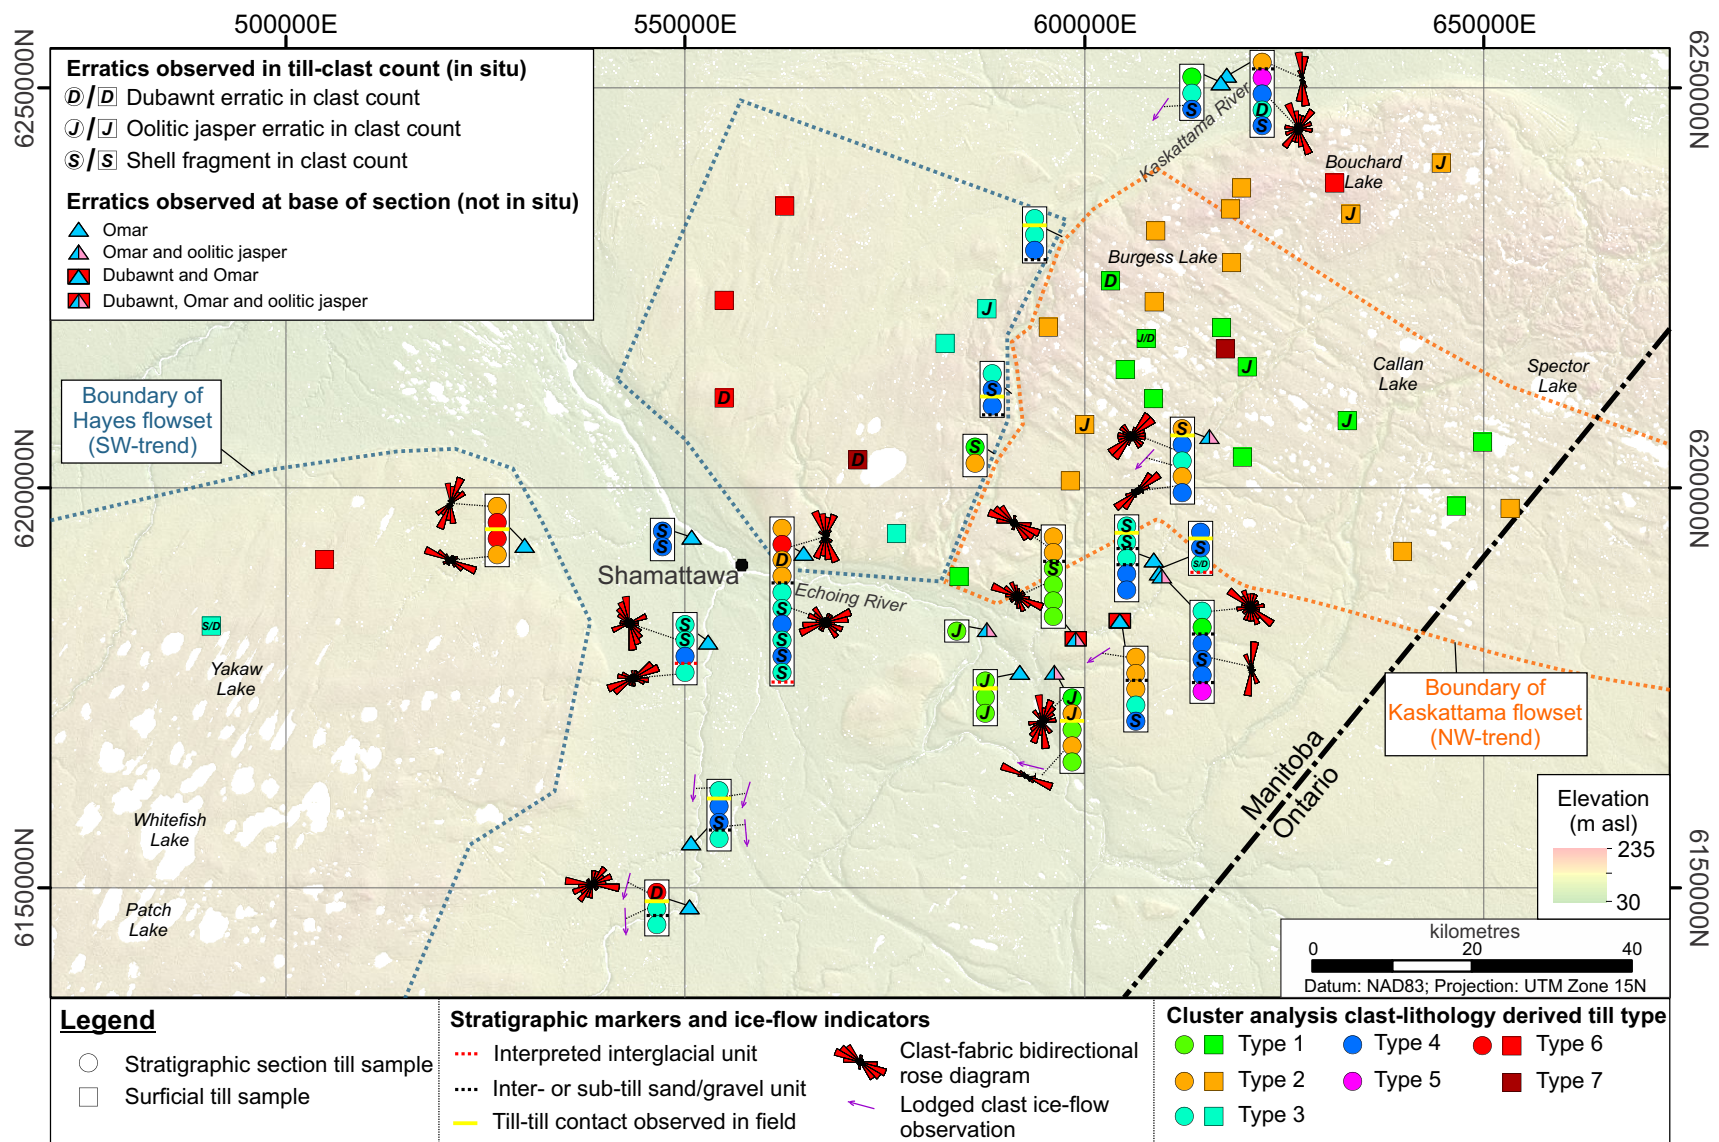 500000E
550000E
600000E
650000E
6250000N
6200000N
6150000N
6250000N
6200000N
6150000N
Erratics observed in till-clast count (in situ)
D/D Dubawnt erratic in clast count
J/J Oolitic jasper erratic in clast count
S/S Shell fragment in clast count
Erratics observed at base of section (not in situ)
Omar
Omar and oolitic jasper
Dubawnt and Omar
Dubawnt, Omar and oolitic jasper
Boundary of
Hayes flowset
(SW-trend)
Kaskattama River
Bouchard
Lake
Burgess Lake
Callan
Lake
Spector
Lake
Shamattawa
Echoing River
Yakaw
Lake
Whitefish
Lake
Patch
Lake
Boundary of
Kaskattama flowset
(NW-trend)
Manitoba
Ontario
S
D
S
J
J
D
J
J/D
J
S
D
J
J
S
S
D
S
S
S
D
S
S
S
S
S
S
S
S
S
S/D
S/D
S
S
J
J
J
J
J
S
S
D
Elevation
(m asl)
235
30
kilometres
0
20
40
Datum: NAD83; Projection: UTM Zone 15N
Legend
Stratigraphic section till sample
Surficial till sample
Stratigraphic markers and ice-flow indicators
Interpreted interglacial unit
Inter- or sub-till sand/gravel unit
Till-till contact observed in field
Clast-fabric bidirectional
rose diagram
Lodged clast ice-flow
observation
Cluster analysis clast-lithology derived till type
Type 1
Type 2
Type 3
Type 4
Type 5
Type 6
Type 7